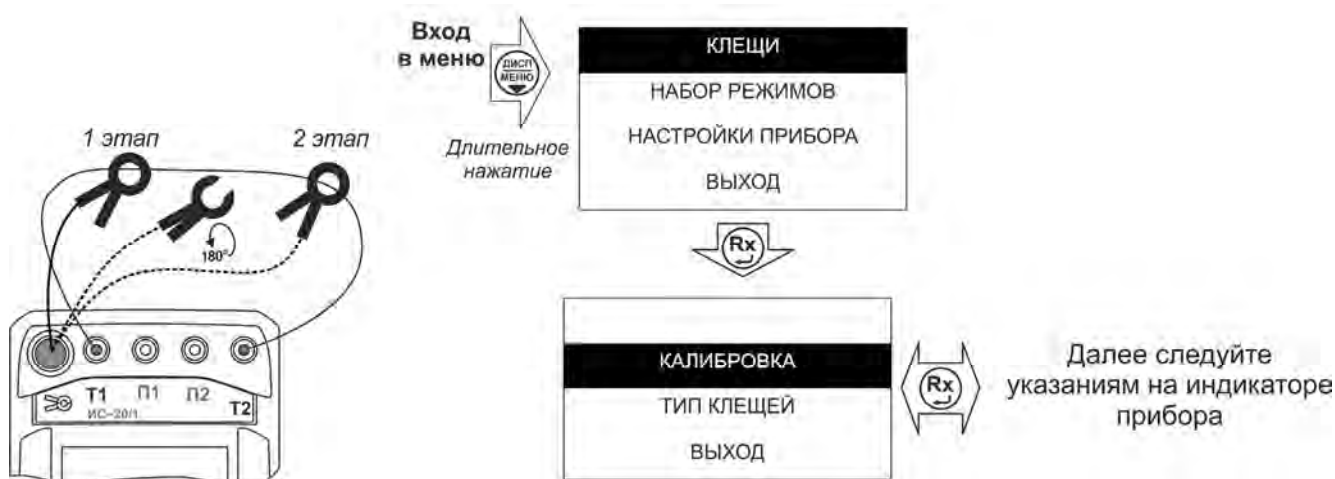 1 этап
2 этап
180°
T1
П1
П2
T2
ИС–20/1
Вход
в меню
ДИСП
МЕНЮ
Длительное
нажатие
КЛЕЩИ
НАБОР РЕЖИМОВ
НАСТРОЙКИ ПРИБОРА
ВЫХОД
Rx
КАЛИБРОВКА
ТИП КЛЕЩЕЙ
ВЫХОД
Rx
Далее следуйте
указаниям на индикаторе
прибора